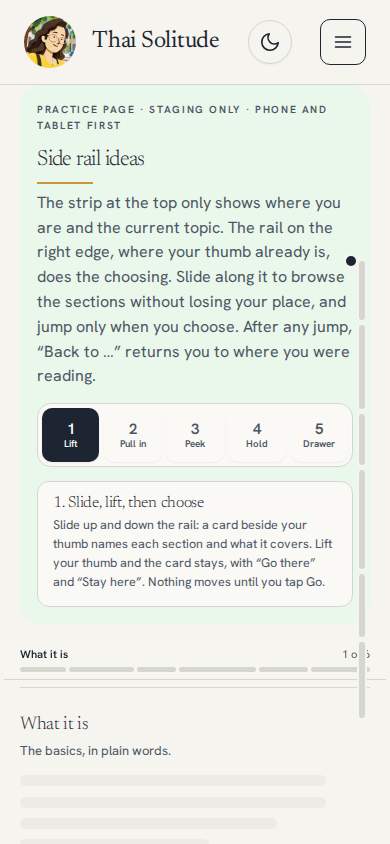 Thai Solitude
PRACTICE PAGE · STAGING ONLY · PHONE AND
TABLET FIRST
Side rail ideas
The strip at the top only shows where you
are and the current topic. The rail on the
right edge, where your thumb already is,
does the choosing. Slide along it to browse
the sections without losing your place, and
jump only when you choose. After any jump,
“Back to …” returns you to where you were
reading.
1 2 3 4 5
Lift Pull in Peek Hold Drawer
1. Slide, lift, then choose
Slide up and down the rail: a card beside your
thumb names each section and what it covers. Lift
your thumb and the card stays, with “Go there”
and “Stay here”. Nothing moves until you tap Go.
What it is 1
What it is
The basics, in plain words.